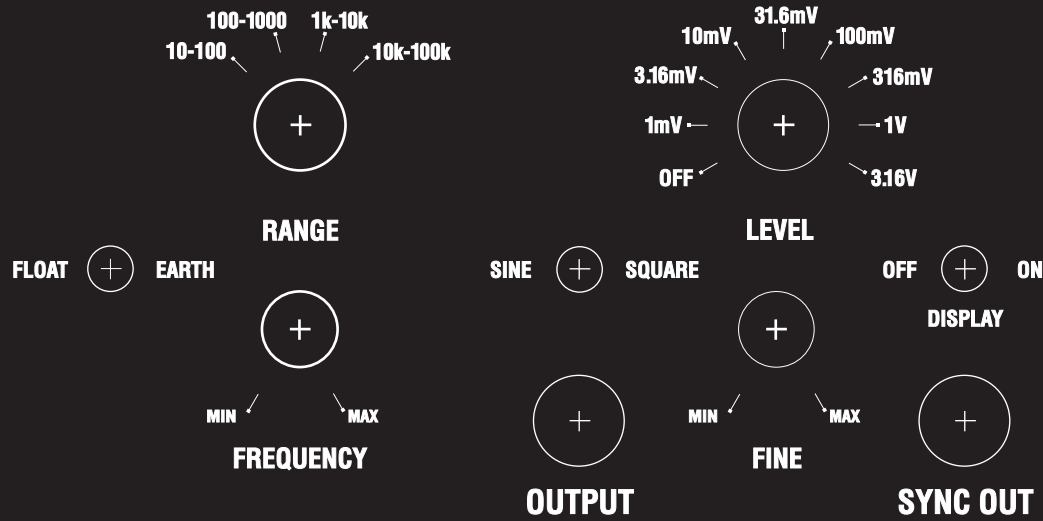 100-1000 1k-10k
10-100 10k-100k
RANGE
31.6mV
10mV 100mV
3.16mV 316mV
1mV 1V
OFF 3.16V
LEVEL
FLOAT EARTH
SINE SQUARE
OFF ON
DISPLAY
MIN MAX
FREQUENCY
MIN MAX
FINE
OUTPUT
SYNC OUT